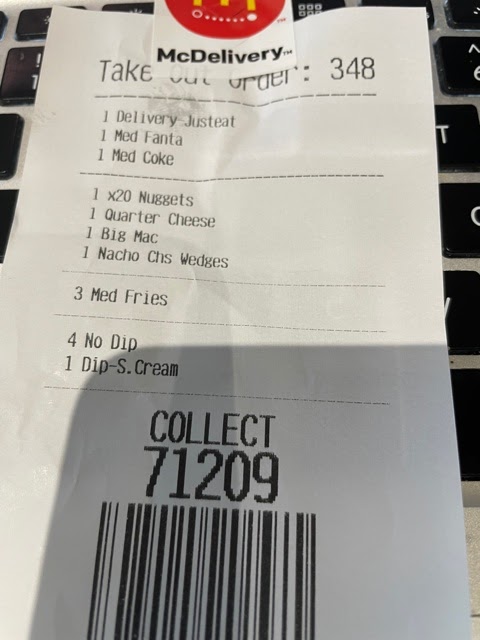 McDelivery™
Take out order: 348
1 Delivery-Justeat
1 Med Fanta
1 Med Coke
1 x20 Nuggets
1 Quarter Cheese
1 Big Mac
1 Nacho Chs Wedges
3 Med Fries
4 No Dip
1 Dip-S.Cream
COLLECT
71209